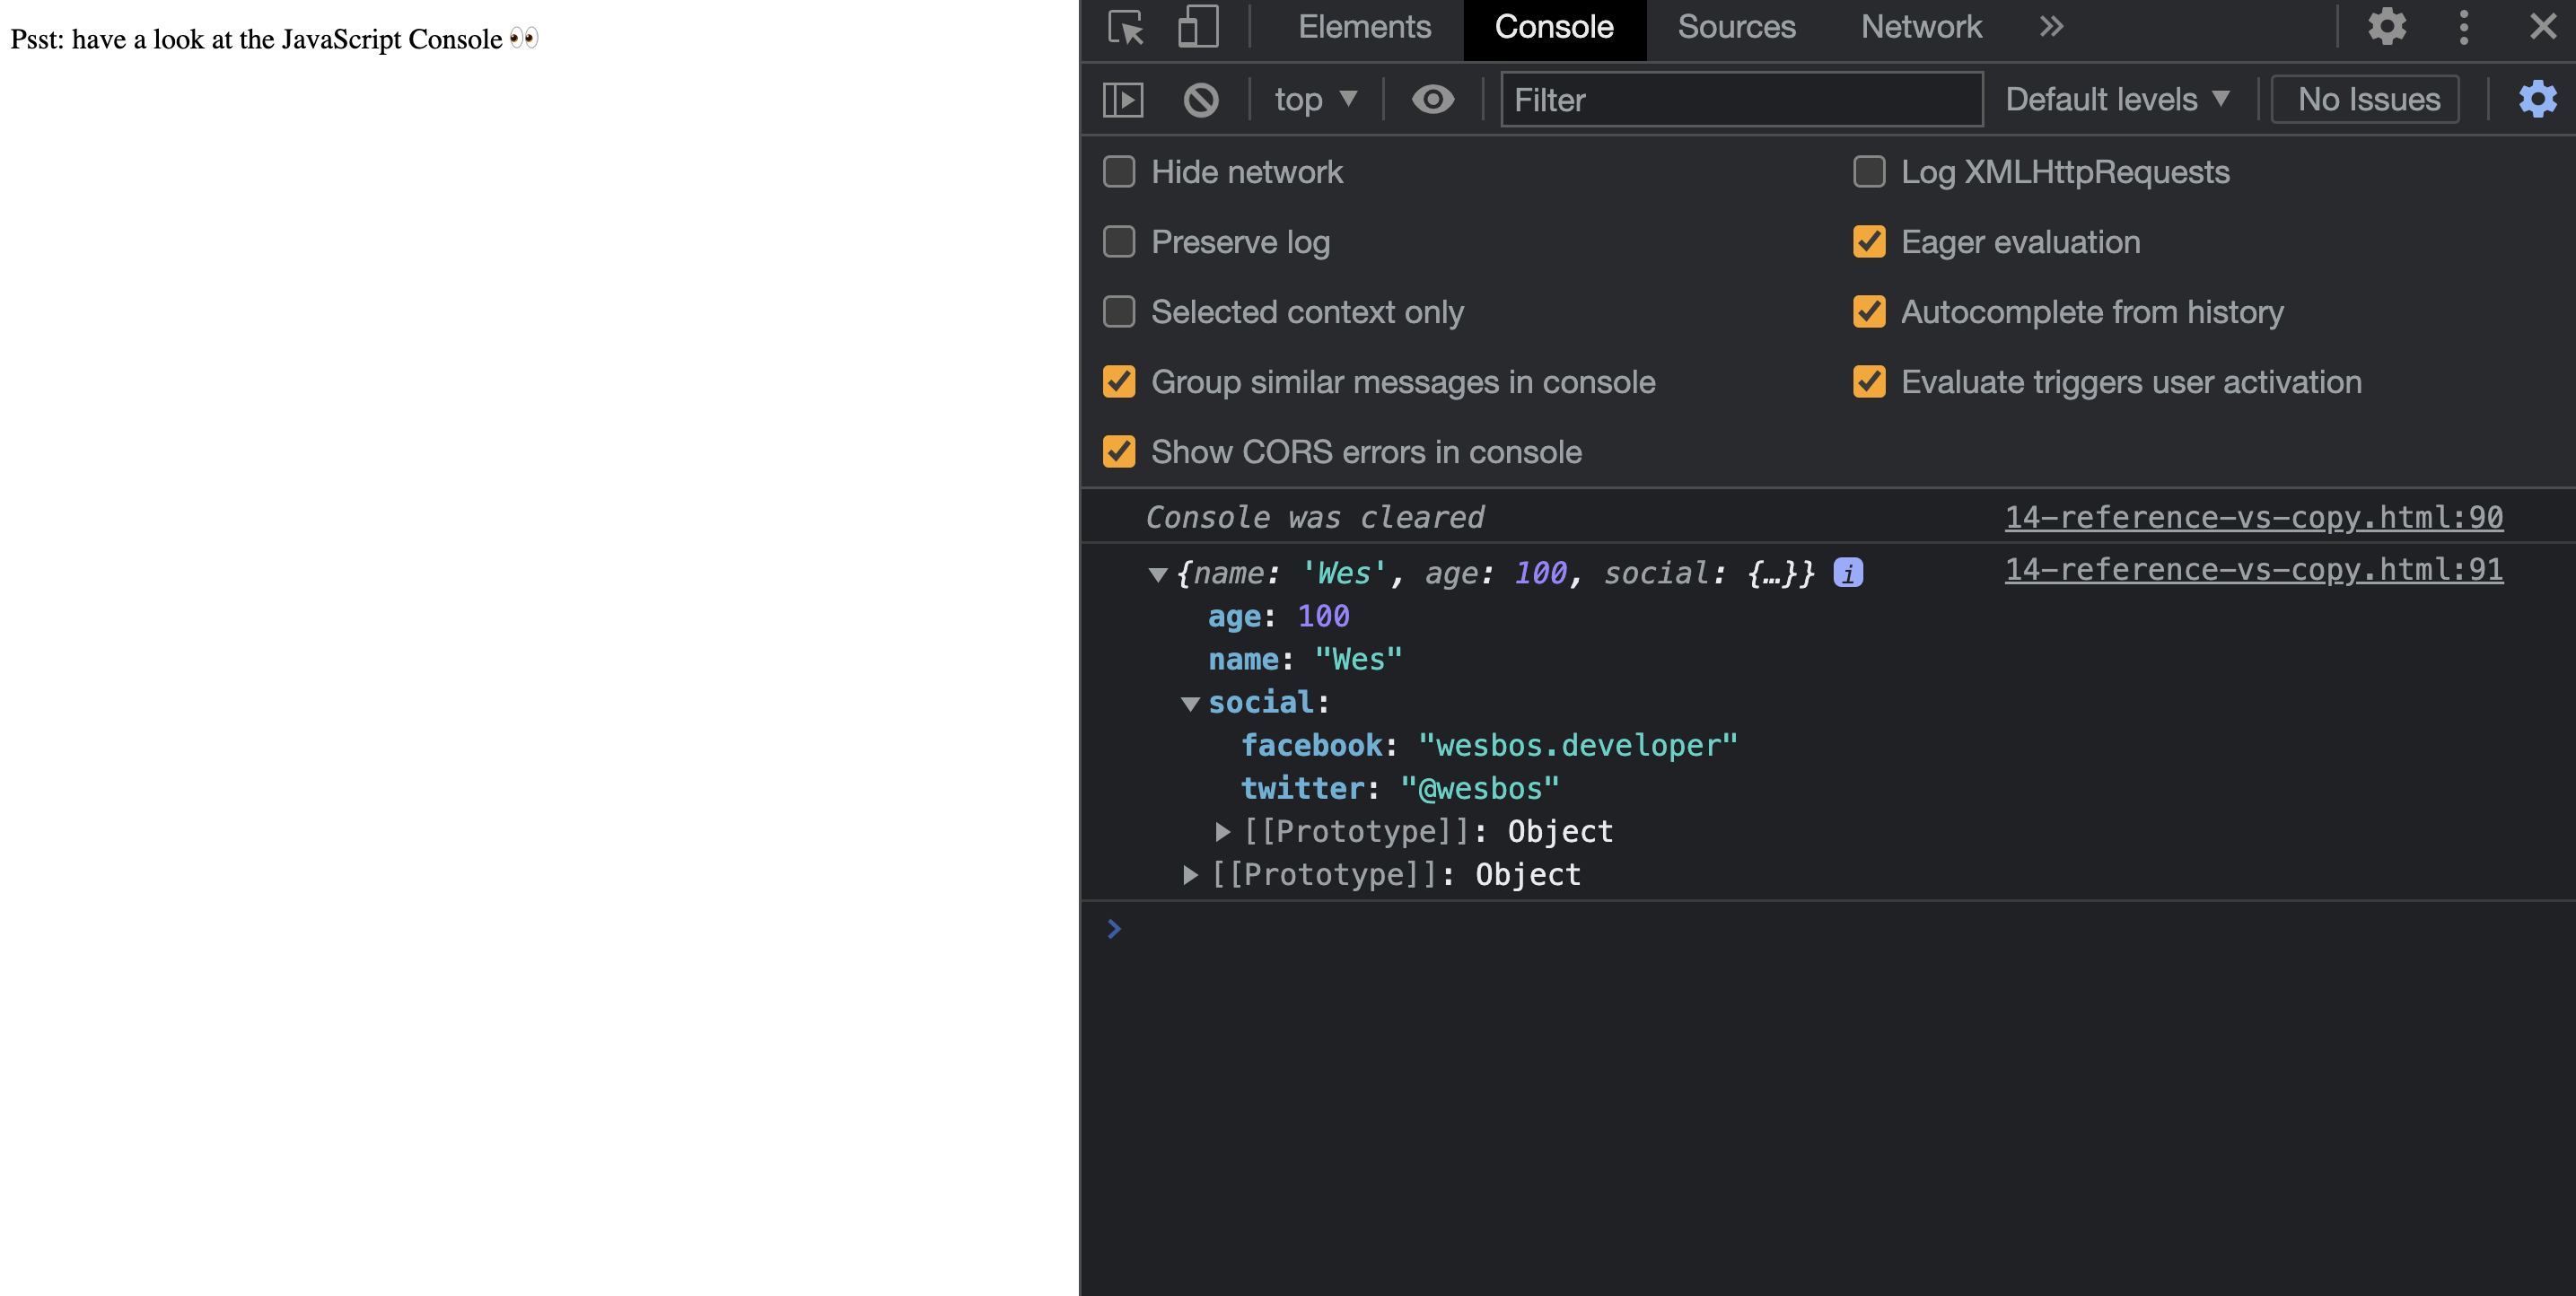 Psst: have a look at the JavaScript Console 👀
Elements Console Sources Network
top Filter Default levels No Issues
Hide network Log XMLHttpRequests
Preserve log Eager evaluation
Selected context only Autocomplete from history
Group similar messages in console Evaluate triggers user activation
Show CORS errors in console
Console was cleared 14-reference-vs-copy.html:90
{name: 'Wes', age: 100, social: {…}} i 14-reference-vs-copy.html:91
age: 100
name: "Wes"
social:
facebook: "wesbos.developer"
twitter: "@wesbos"
[[Prototype]]: Object
[[Prototype]]: Object